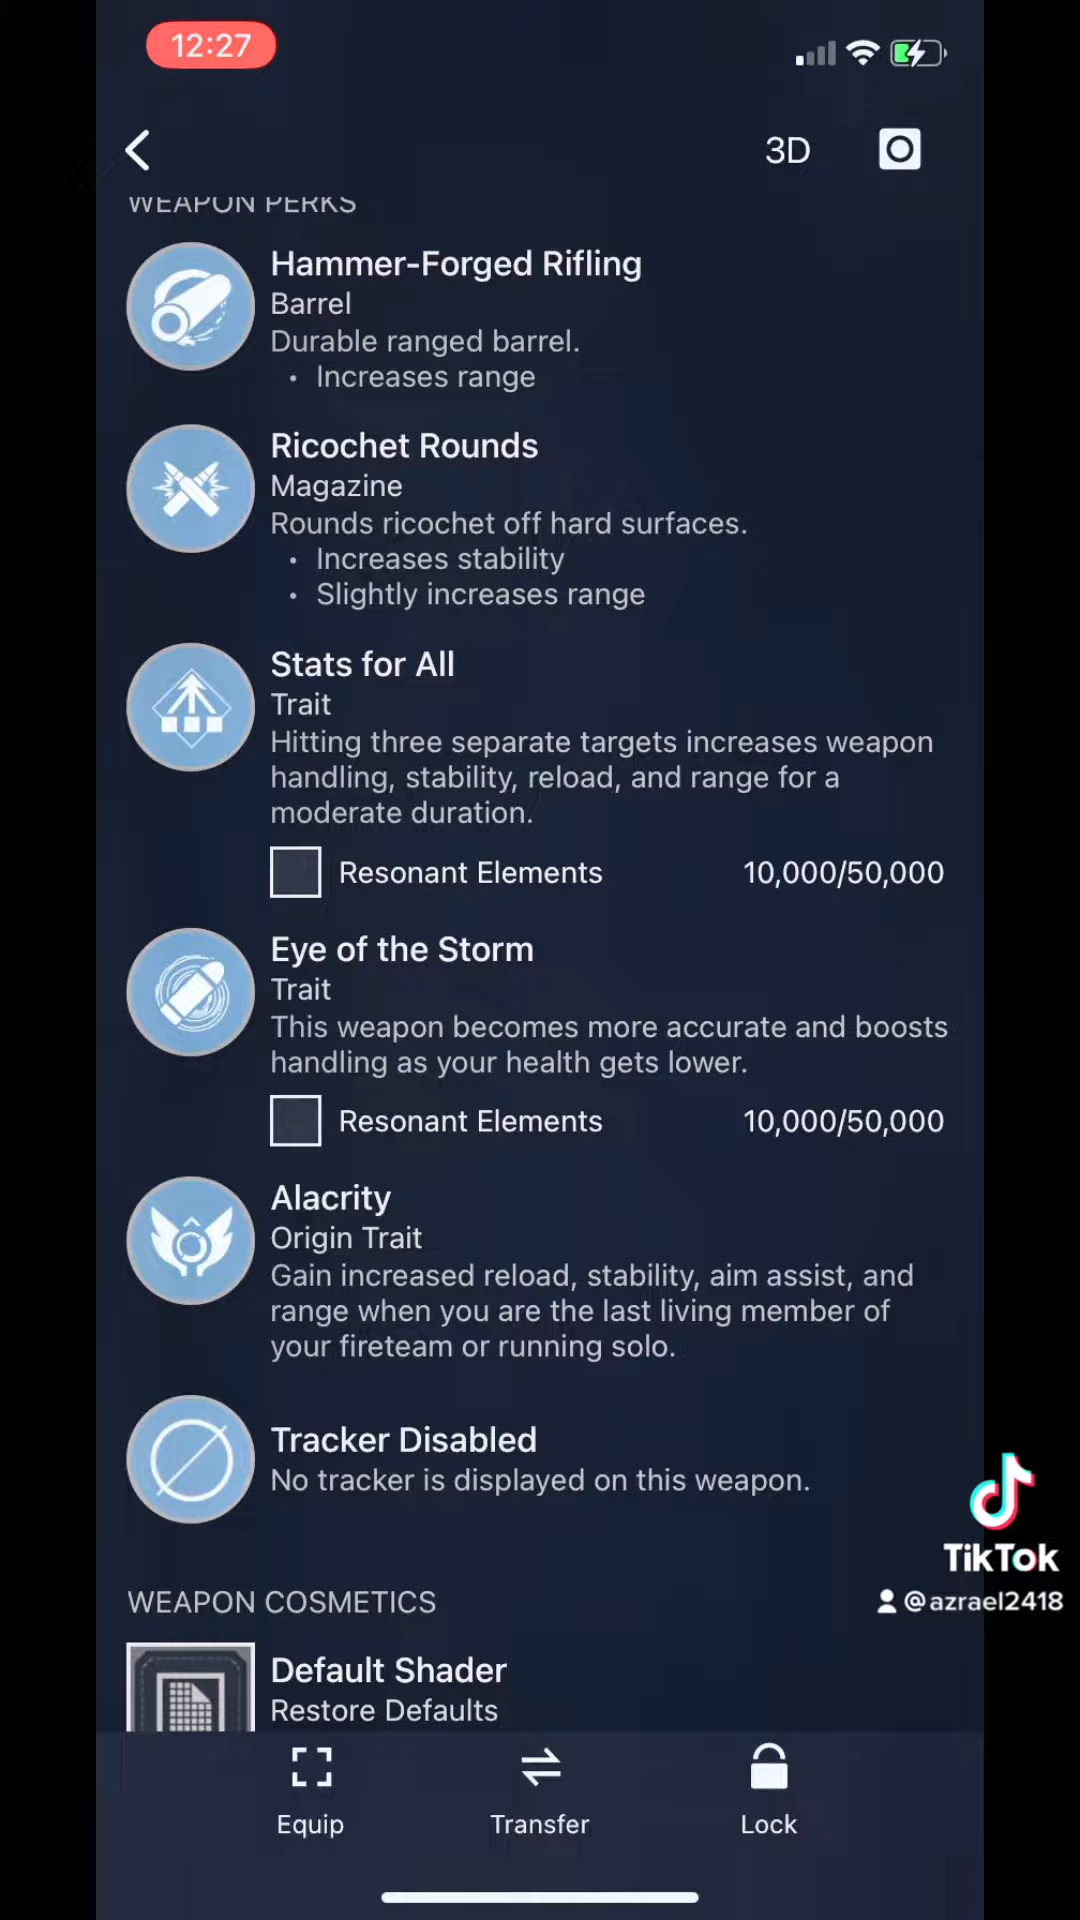 12:27
3D
WEAPON PERKS
Hammer-Forged Rifling
Barrel
Durable ranged barrel.
• Increases range
Ricochet Rounds
Magazine
Rounds ricochet off hard surfaces.
• Increases stability
• Slightly increases range
Stats for All
Trait
Hitting three separate targets increases weapon
handling, stability, reload, and range for a
moderate duration.
Resonant Elements 10,000/50,000
Eye of the Storm
Trait
This weapon becomes more accurate and boosts
handling as your health gets lower.
Resonant Elements 10,000/50,000
Alacrity
Origin Trait
Gain increased reload, stability, aim assist, and
range when you are the last living member of
your fireteam or running solo.
Tracker Disabled
No tracker is displayed on this weapon.
TikTok
@azrael2418
WEAPON COSMETICS
Default Shader
Restore Defaults
Equip Transfer Lock